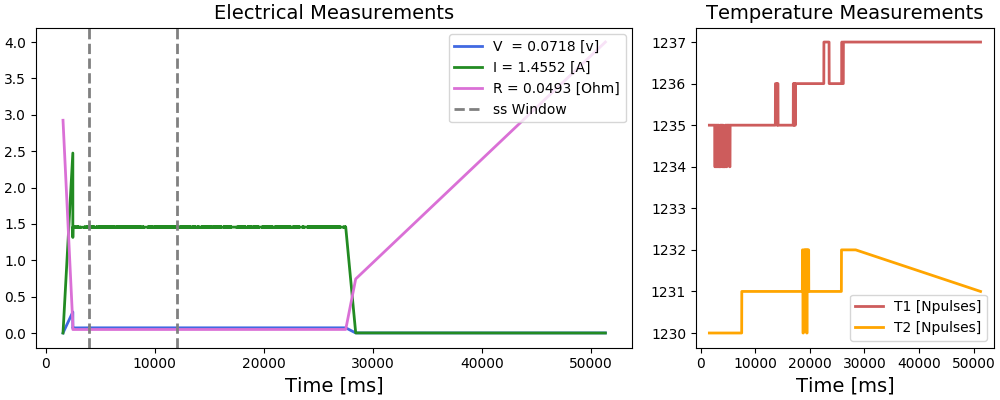 Electrical Measurements
4.0
3.5
3.0
2.5
2.0
1.5
1.0
0.5
0.0
V  = 0.0718 [v]
I = 1.4552 [A]
R = 0.0493 [Ohm]
ss Window
0 10000 20000 30000 40000 50000
Time [ms]
Temperature Measurements
1237
1236
1235
1234
1233
1232
1231
1230
T1 [Npulses]
T2 [Npulses]
0 10000 20000 30000 40000 50000
Time [ms]